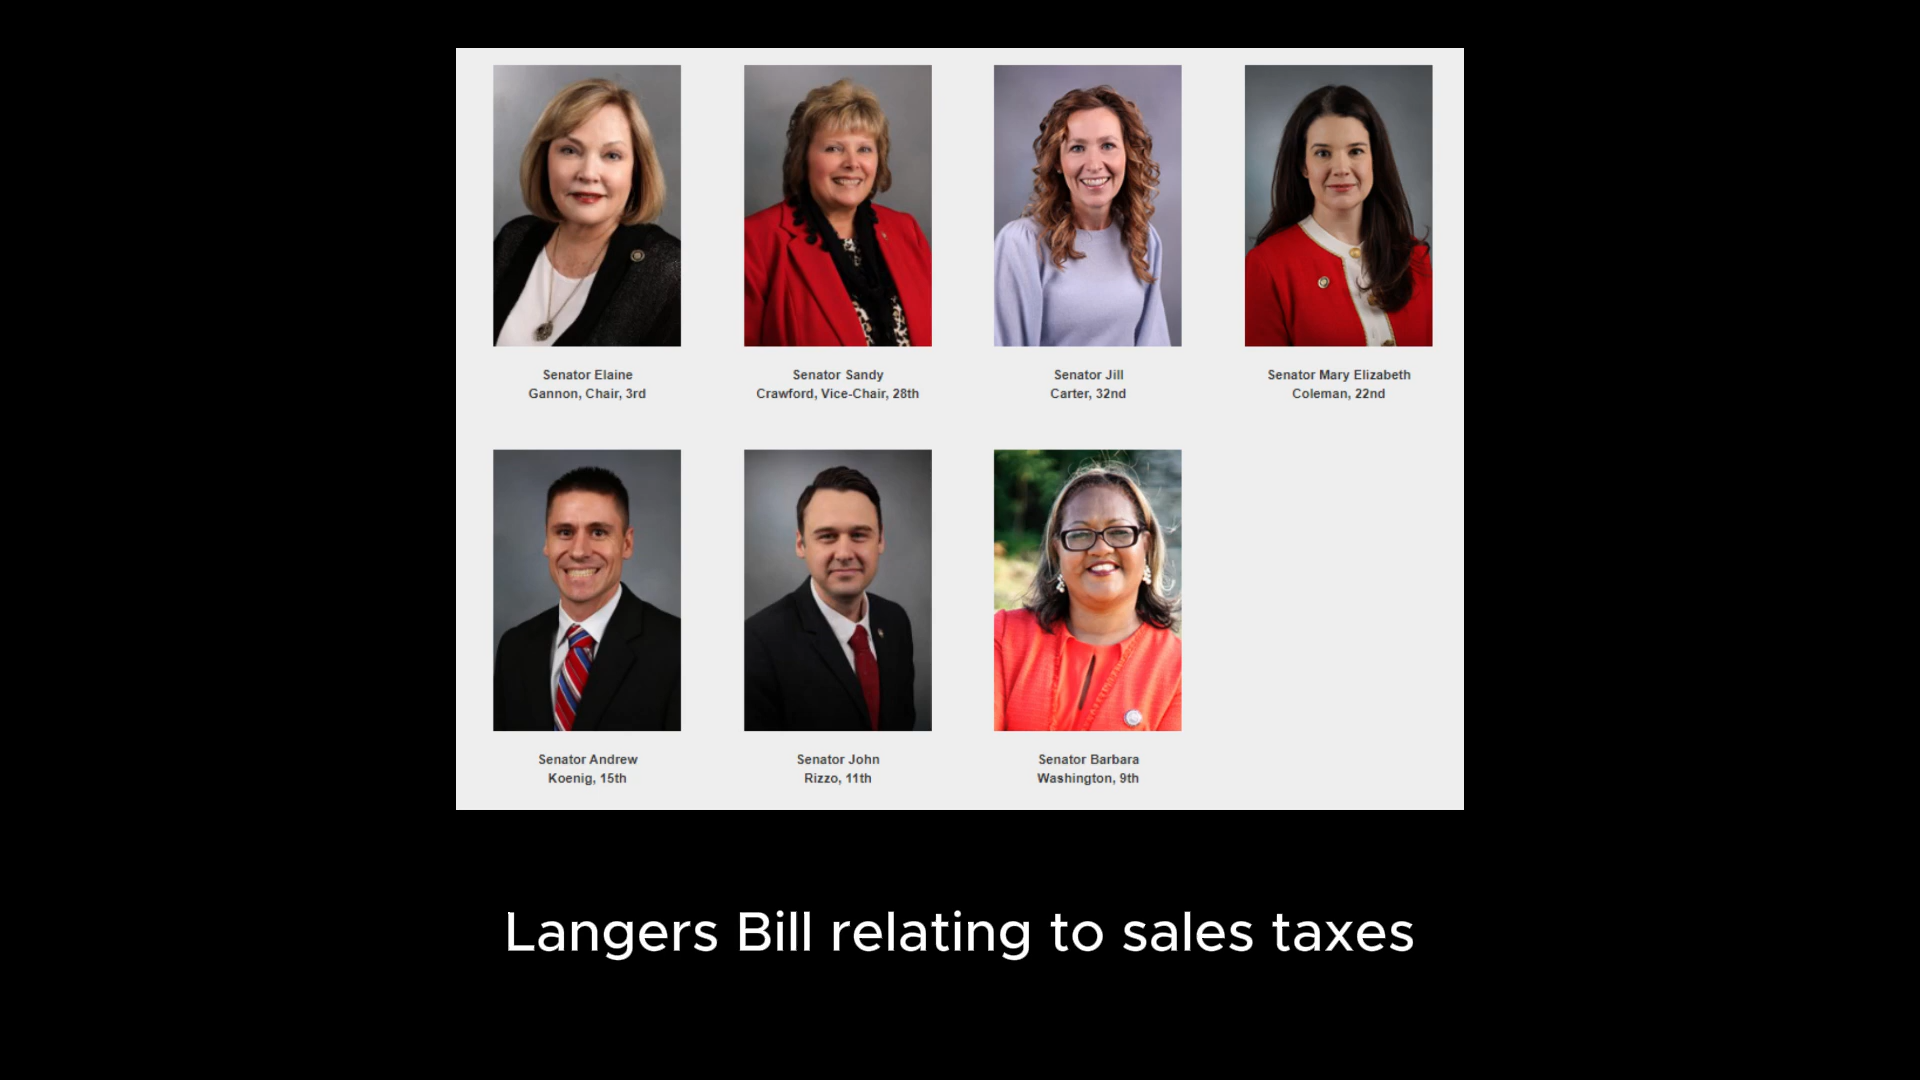 Senator Elaine
Gannon, Chair, 3rd
Senator Sandy
Crawford, Vice-Chair, 28th
Senator Jill
Carter, 32nd
Senator Mary Elizabeth
Coleman, 22nd
Senator Andrew
Koenig, 15th
Senator John
Rizzo, 11th
Senator Barbara
Washington, 9th
Langers Bill relating to sales taxes